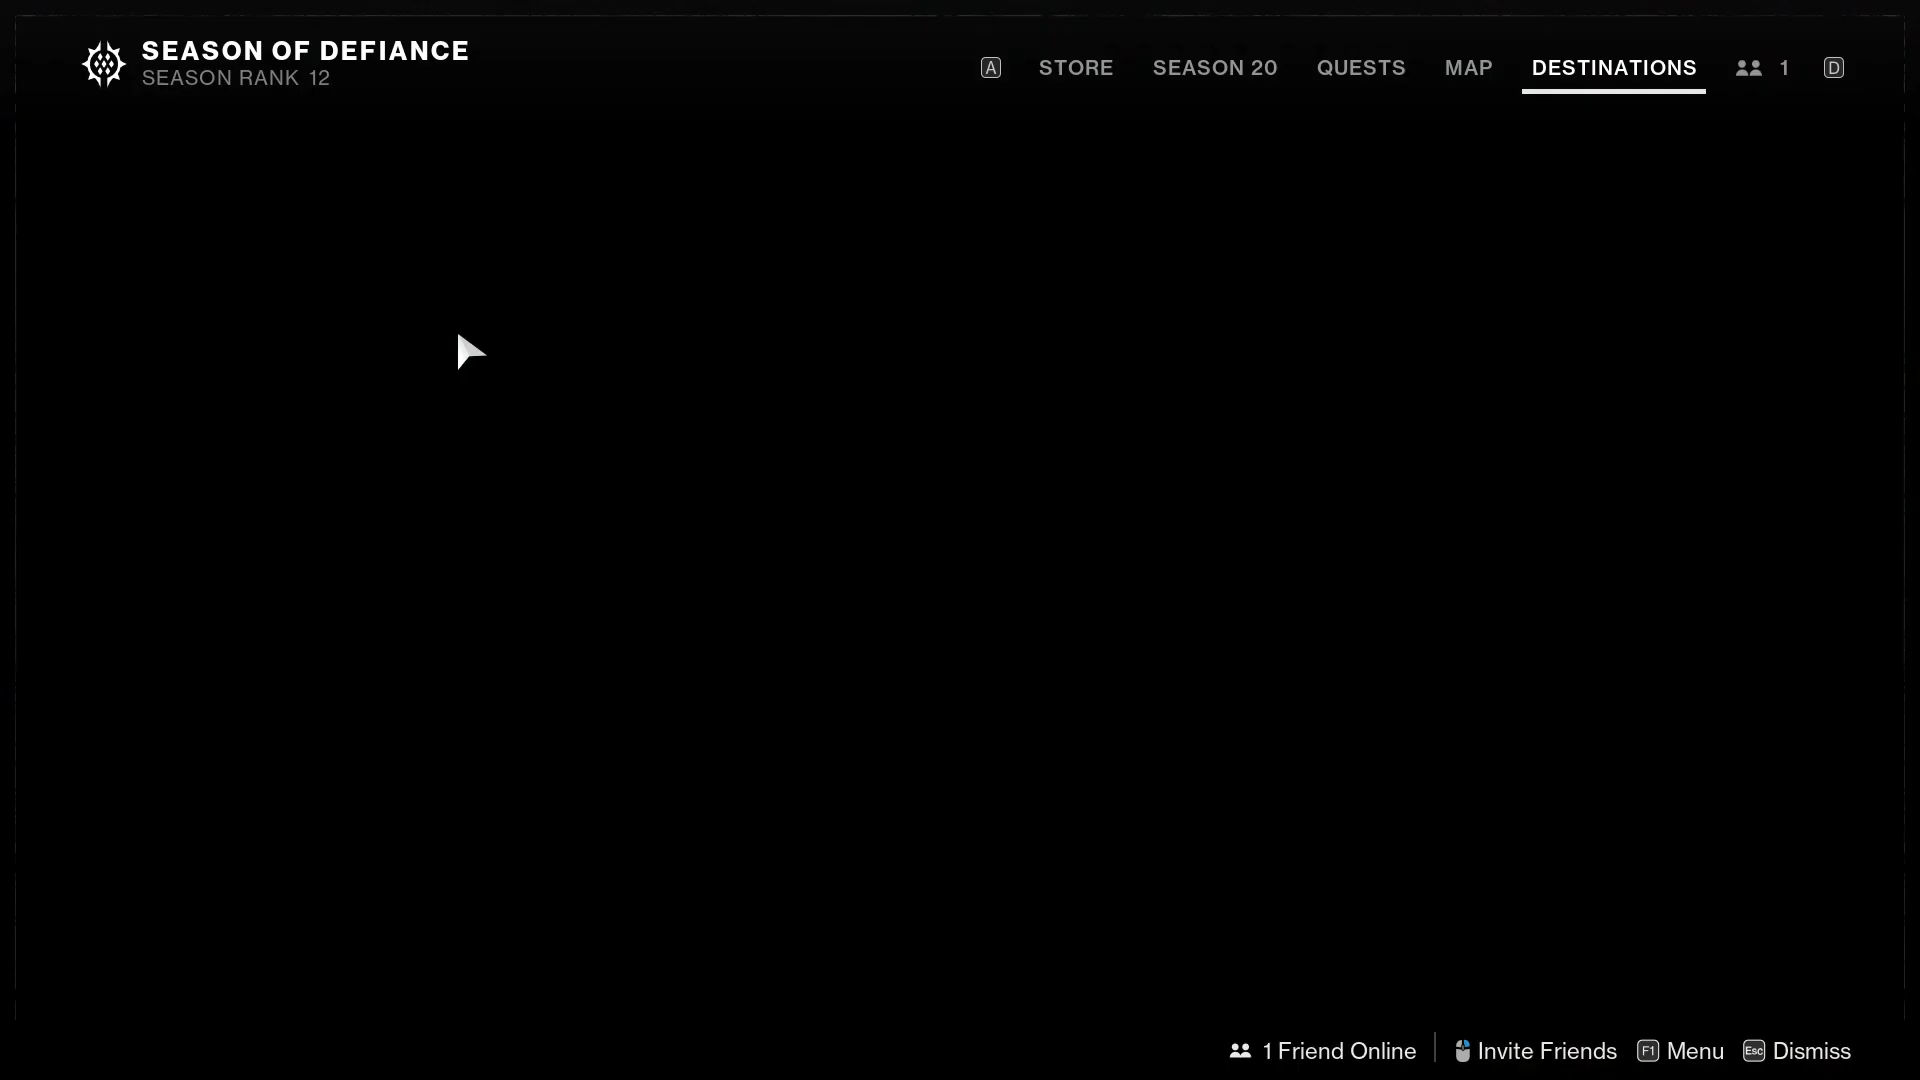 SEASON OF DEFIANCE
SEASON RANK 12
A STORE SEASON 20 QUESTS MAP DESTINATIONS 1 D
1 Friend Online Invite Friends F1 Menu Esc Dismiss